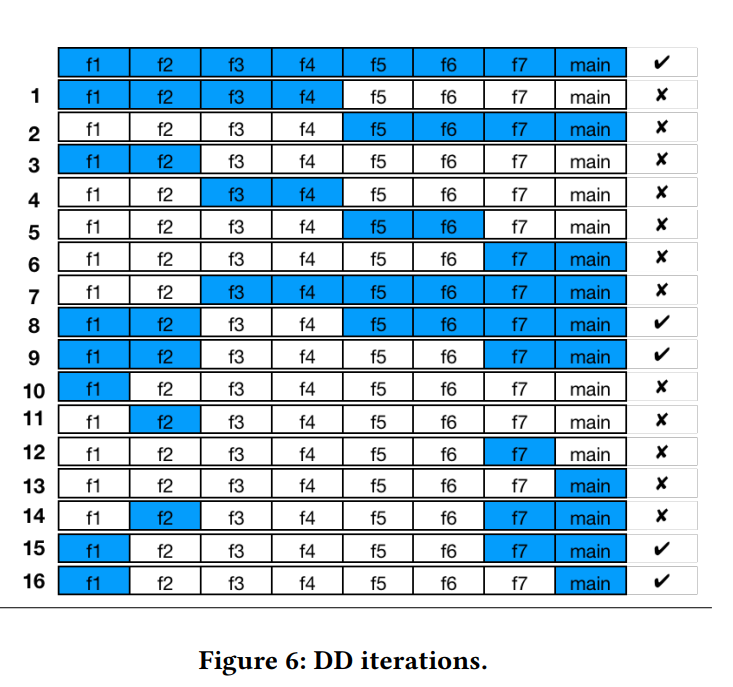 f1 f2 f3 f4 f5 f6 f7 main ✔
1 f1 f2 f3 f4 f5 f6 f7 main ✘
2 f1 f2 f3 f4 f5 f6 f7 main ✘
3 f1 f2 f3 f4 f5 f6 f7 main ✘
4 f1 f2 f3 f4 f5 f6 f7 main ✘
5 f1 f2 f3 f4 f5 f6 f7 main ✘
6 f1 f2 f3 f4 f5 f6 f7 main ✘
7 f1 f2 f3 f4 f5 f6 f7 main ✘
8 f1 f2 f3 f4 f5 f6 f7 main ✔
9 f1 f2 f3 f4 f5 f6 f7 main ✔
10 f1 f2 f3 f4 f5 f6 f7 main ✘
11 f1 f2 f3 f4 f5 f6 f7 main ✘
12 f1 f2 f3 f4 f5 f6 f7 main ✘
13 f1 f2 f3 f4 f5 f6 f7 main ✘
14 f1 f2 f3 f4 f5 f6 f7 main ✘
15 f1 f2 f3 f4 f5 f6 f7 main ✔
16 f1 f2 f3 f4 f5 f6 f7 main ✔
Figure 6: DD iterations.